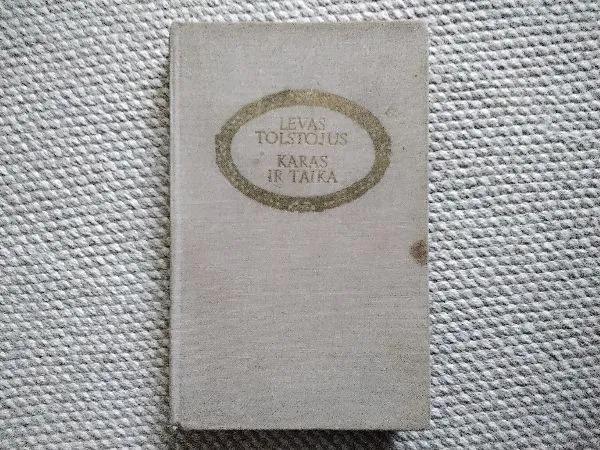 LEVAS
TOLSTOJUS
KARAS
IR TAIKA